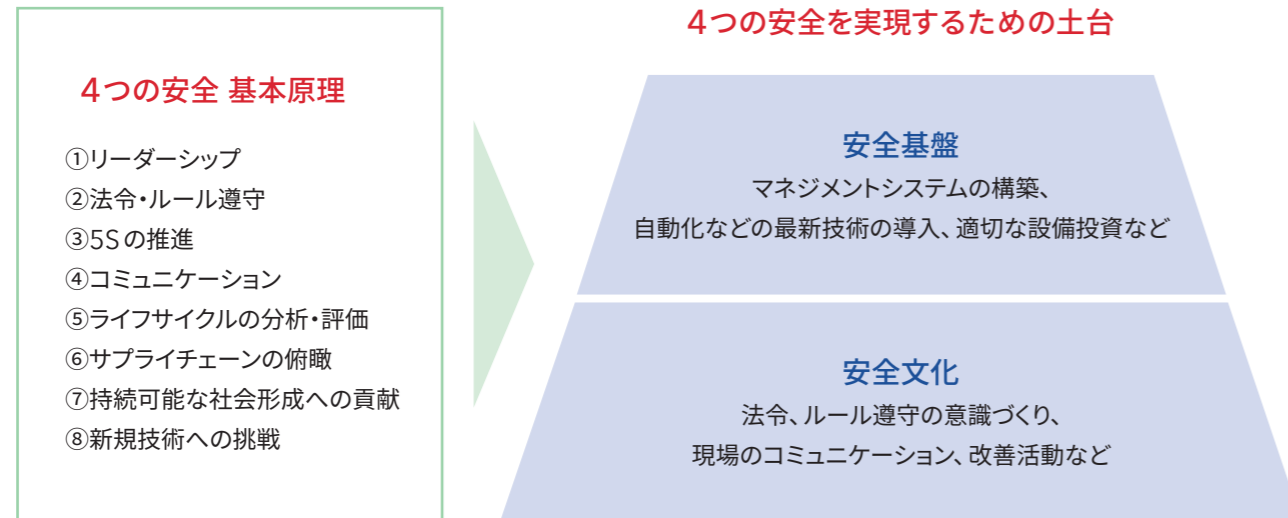 4つの安全 基本原理
①リーダーシップ
②法令・ルール遵守
③5Sの推進
④コミュニケーション
⑤ライフサイクルの分析・評価
⑥サプライチェーンの俯瞰
⑦持続可能な社会形成への貢献
⑧新規技術への挑戦
4つの安全を実現するための土台
安全基盤
マネジメントシステムの構築、
自動化などの最新技術の導入、適切な設備投資など
安全文化
法令、ルール遵守の意識づくり、
現場のコミュニケーション、改善活動など